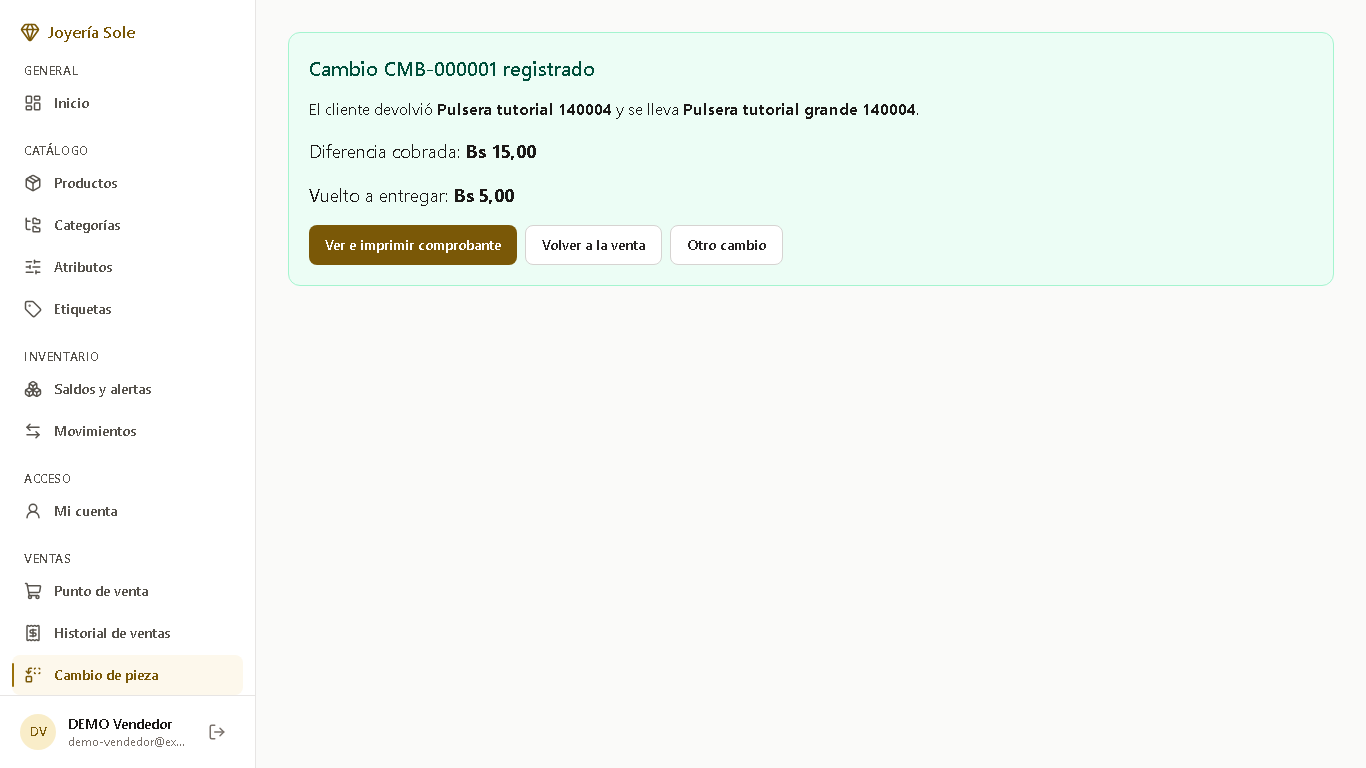 Joyería Sole
GENERAL
Inicio
CATÁLOGO
Productos
Categorías
Atributos
Etiquetas
INVENTARIO
Saldos y alertas
Movimientos
ACCESO
Mi cuenta
VENTAS
Punto de venta
Historial de ventas
Cambio de pieza
DV
DEMO Vendedor
demo-vendedor@ex...
Cambio CMB-000001 registrado
El cliente devolvió Pulsera tutorial 140004 y se lleva Pulsera tutorial grande 140004.
Diferencia cobrada: Bs 15,00
Vuelto a entregar: Bs 5,00
Ver e imprimir comprobante
Volver a la venta
Otro cambio